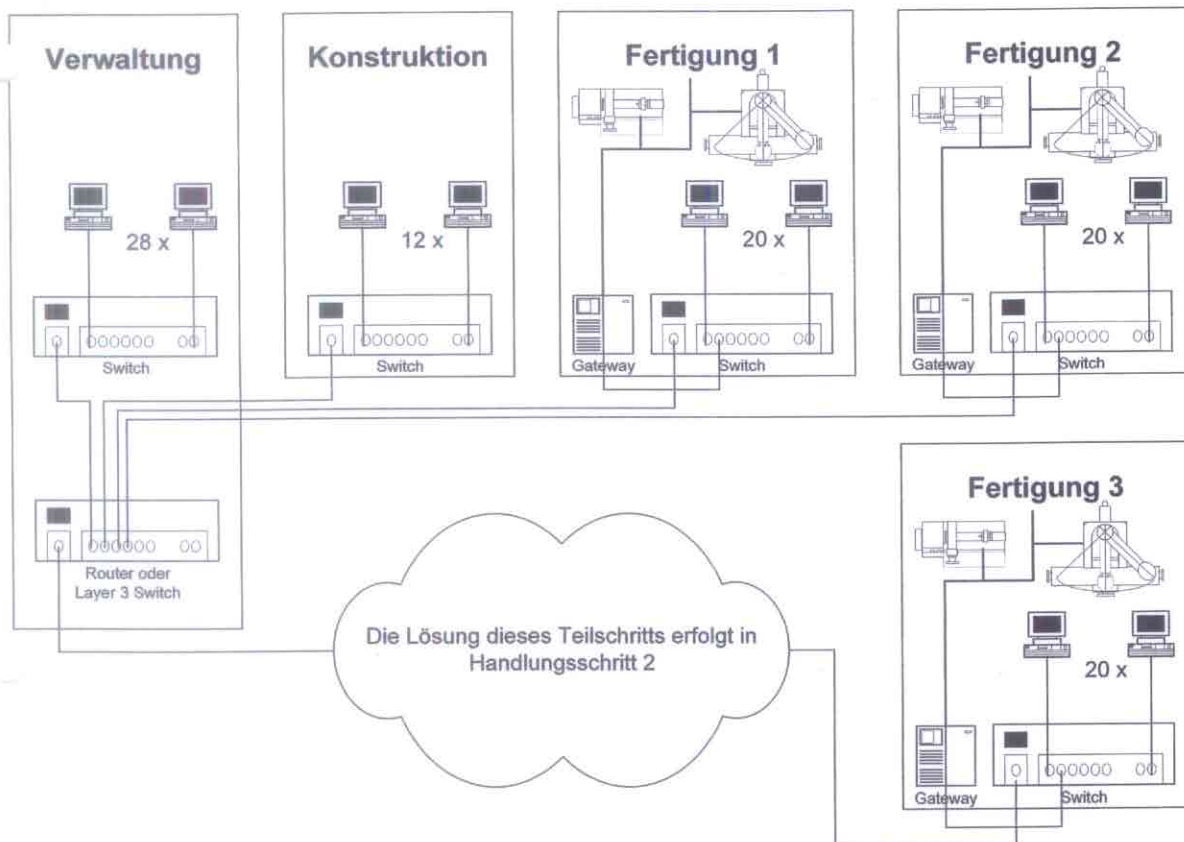 Verwaltung
28 x
Switch
Router oder
Layer 3 Switch
Konstruktion
12 x
Switch
Fertigung 1
20 x
Gateway
Switch
Fertigung 2
20 x
Gateway
Switch
Die Lösung dieses Teilschritts erfolgt in
Handlungsschritt 2
Fertigung 3
20 x
Gateway
Switch